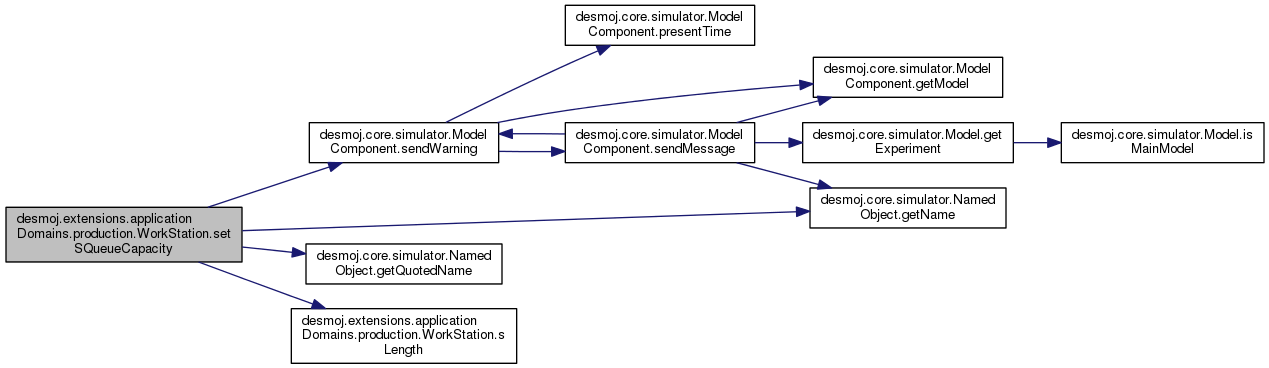 desmoj.core.simulator.Model
Component.presentTime
desmoj.core.simulator.Model
Component.getModel
desmoj.core.simulator.Model
Component.sendWarning
desmoj.core.simulator.Model
Component.sendMessage
desmoj.core.simulator.Model.get
Experiment
desmoj.core.simulator.Model.is
MainModel
desmoj.core.simulator.Named
Object.getName
desmoj.extensions.application
Domains.production.WorkStation.set
SQueueCapacity
desmoj.core.simulator.Named
Object.getQuotedName
desmoj.extensions.application
Domains.production.WorkStation.s
Length